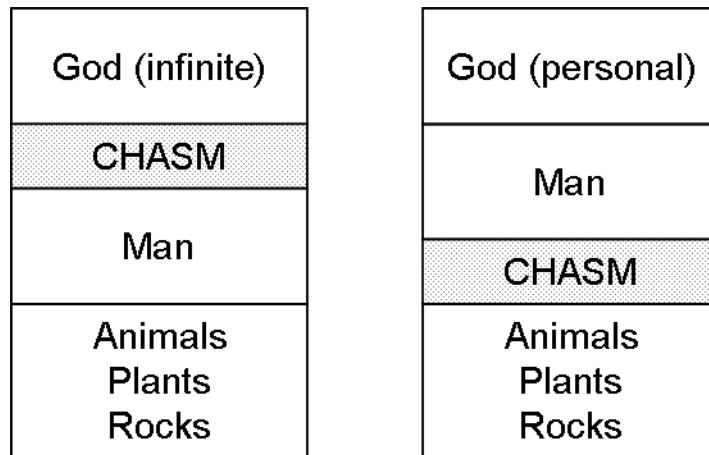 God (infinite)
CHASM
Man
Animals
Plants
Rocks
God (personal)
Man
CHASM
Animals
Plants
Rocks